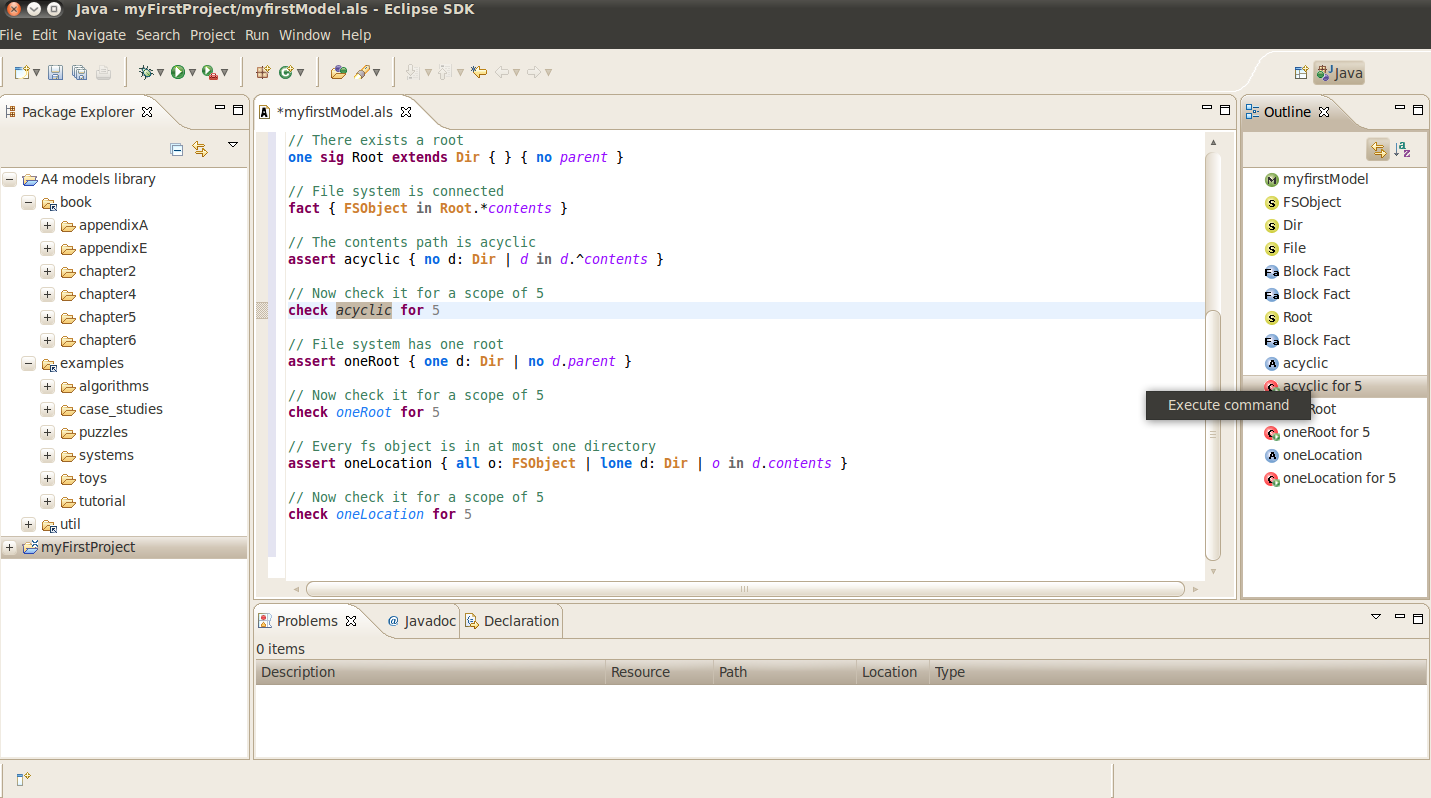 Java - myFirstProject/myfirstModel.als - Eclipse SDK
File Edit Navigate Search Project Run Window Help
Java
Package Explorer
A4 models library
book
appendixA
appendixE
chapter2
chapter4
chapter5
chapter6
examples
algorithms
case_studies
puzzles
systems
toys
tutorial
util
myFirstProject
*myfirstModel.als
// There exists a root
one sig Root extends Dir { } { no parent }
// File system is connected
fact { FSObject in Root.*contents }
// The contents path is acyclic
assert acyclic { no d: Dir | d in d.^contents }
// Now check it for a scope of 5
check acyclic for 5
// File system has one root
assert oneRoot { one d: Dir | no d.parent }
// Now check it for a scope of 5
check oneRoot for 5
// Every fs object is in at most one directory
assert oneLocation { all o: FSObject | lone d: Dir | o in d.contents }
// Now check it for a scope of 5
check oneLocation for 5
Outline
myfirstModel
FSObject
Dir
File
Block Fact
Block Fact
Root
Block Fact
acyclic
acyclic for 5
Execute command
Root
oneRoot for 5
oneLocation
oneLocation for 5
Problems @ Javadoc Declaration
0 items
Description Resource Path Location Type